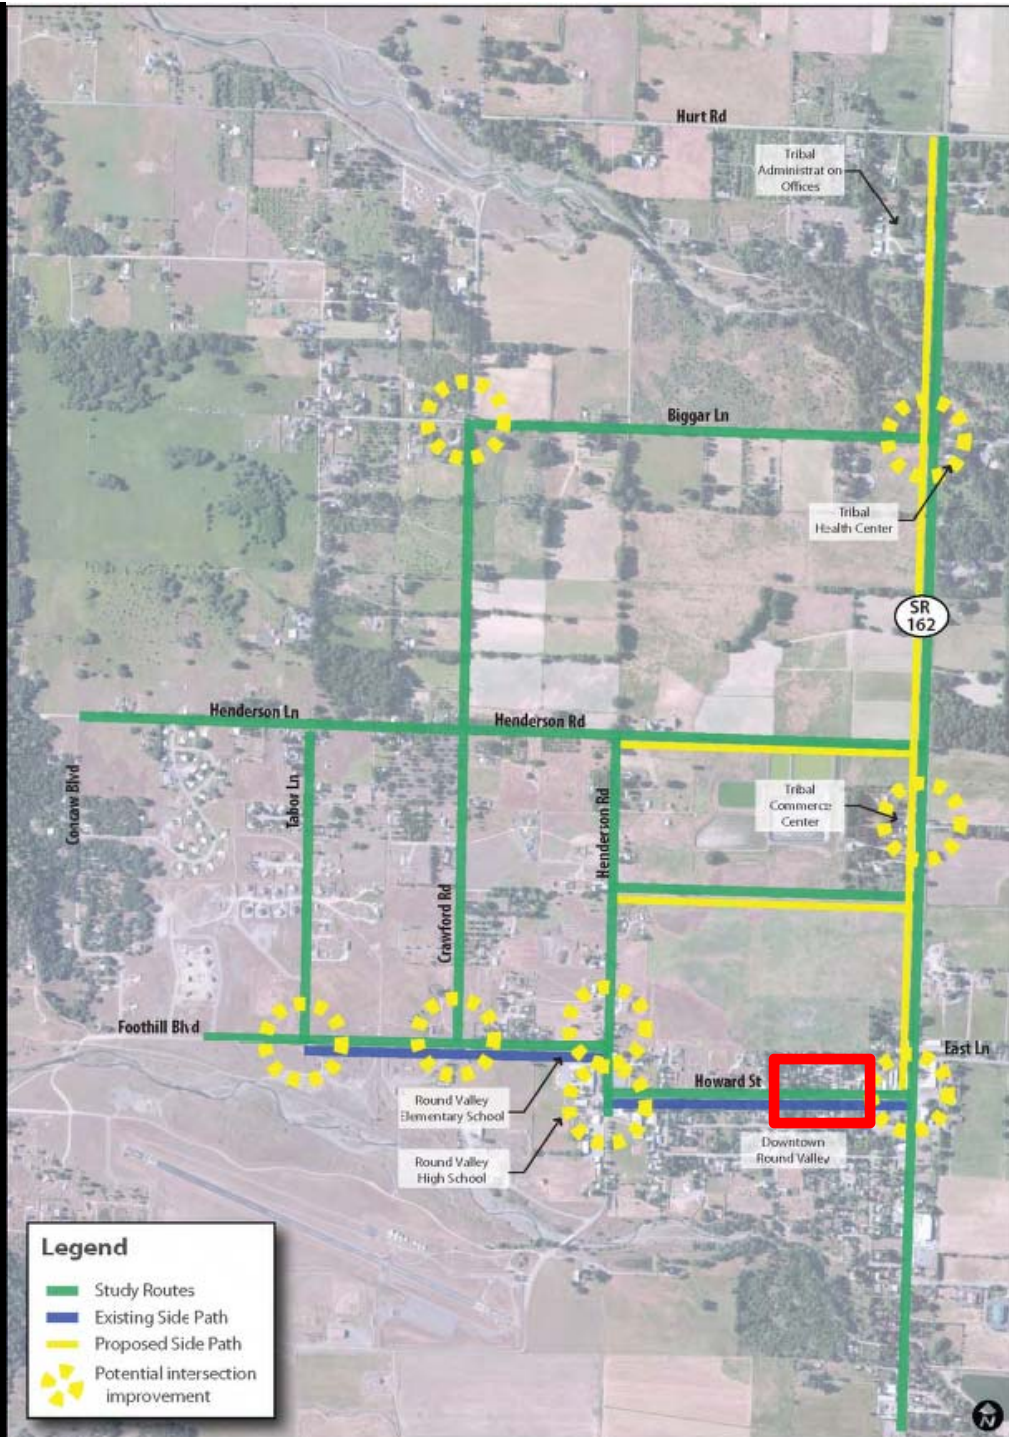 Hurt Rd
Tribal
Administration
Offices
Biggar Ln
Tribal
Health Center
SR
162
Henderson Ln
Henderson Rd
Concaw Blvd
Tabor Ln
Henderson Rd
Tribal
Commerce
Center
Crawford Rd
Foothill Blvd
East Ln
Howard St
Round Valley
Elementary School
Downtown
Round Valley
Round Valley
High School
Legend
Study Routes
Existing Side Path
Proposed Side Path
Potential intersection
improvement
N